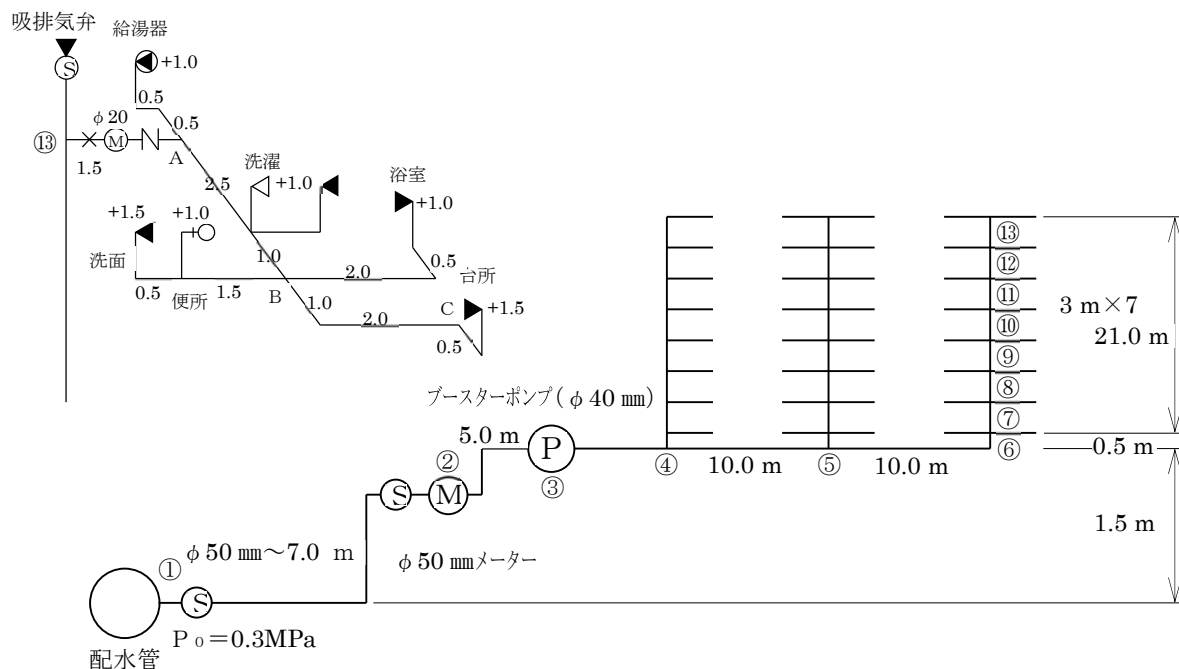 吸排気弁
給湯器
S
+1.0
0.5
φ20
0.5
⑬
M
N
A
1.5
洗濯
浴室
2.5
+1.0
+1.0
+1.5
+1.0
洗面
1.0
0.5
2.0
台所
0.5
便所
1.5
B
1.0
2.0
C
+1.5
0.5
⑬
⑫
⑪
⑩
⑨
⑧
⑦
⑥
3 m×7
21.0 m
0.5 m
1.5 m
ブースターポンプ(φ40㎜)
5.0 m
P
③
④
10.0 m
⑤
10.0 m
②
S
M
φ50㎜~7.0 m
φ50㎜メーター
①
S
P₀=0.3MPa
配水管